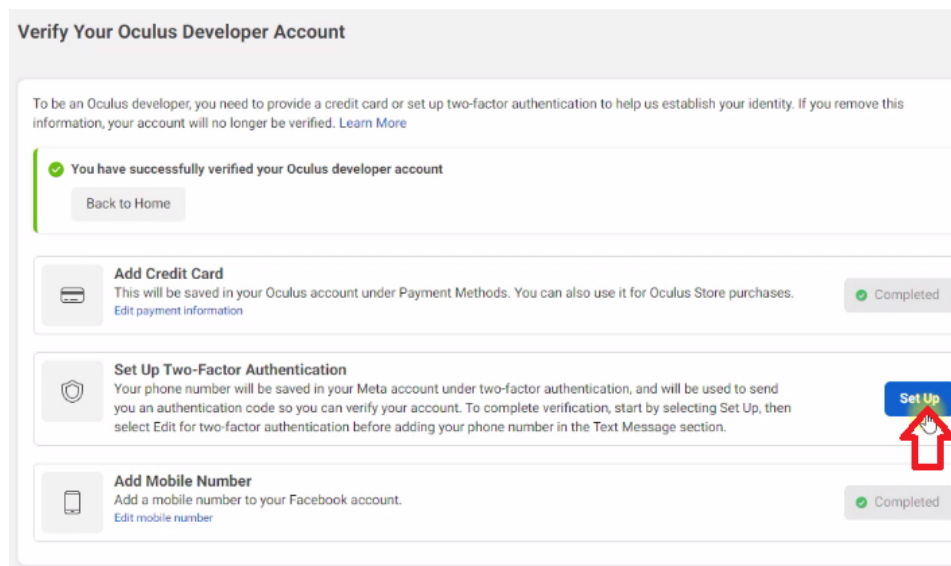 Verify Your Oculus Developer Account
To be an Oculus developer, you need to provide a credit card or set up two-factor authentication to help us establish your identity. If you remove this
information, your account will no longer be verified. Learn More
You have successfully verified your Oculus developer account
Back to Home
Add Credit Card
This will be saved in your Oculus account under Payment Methods. You can also use it for Oculus Store purchases.
Edit payment information
Completed
Set Up Two-Factor Authentication
Your phone number will be saved in your Meta account under two-factor authentication, and will be used to send
you an authentication code so you can verify your account. To complete verification, start by selecting Set Up, then
select Edit for two-factor authentication before adding your phone number in the Text Message section.
Set Up
Add Mobile Number
Add a mobile number to your Facebook account.
Edit mobile number
Completed